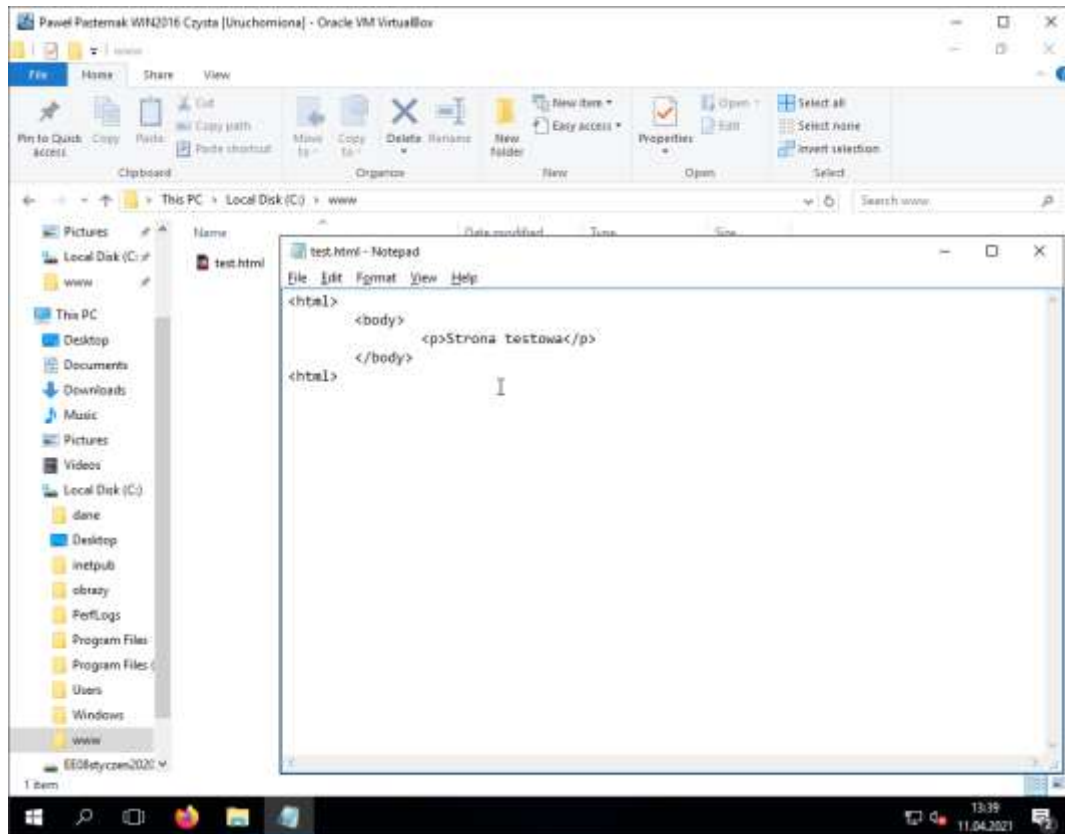 Paweł Pasternak WIN2016 Czysta [Uruchomiona] - Oracle VM VirtualBox
www
File Home Share View
Pin to Quick access
Copy
Paste
Cut
Copy path
Paste shortcut
Clipboard
Move to
Copy to
Delete
Rename
Organize
New folder
New item
Easy access
New
Properties
Open
Edit
Open
Select all
Select none
Invert selection
Select
This PC > Local Disk (C:) > www
Search www
Pictures
Local Disk (C:
www
This PC
Desktop
Documents
Downloads
Music
Pictures
Videos
Local Disk (C:)
dane
Desktop
inetpub
obrazy
PerfLogs
Program Files
Program Files (
Users
Windows
www
EE08styczen2020
1 item
Name Date modified Type Size
test.html
test.html - Notepad
File Edit Format View Help
<html>
<body>
<p>Strona testowa</p>
</body>
<html>
13:39
11.04.2021